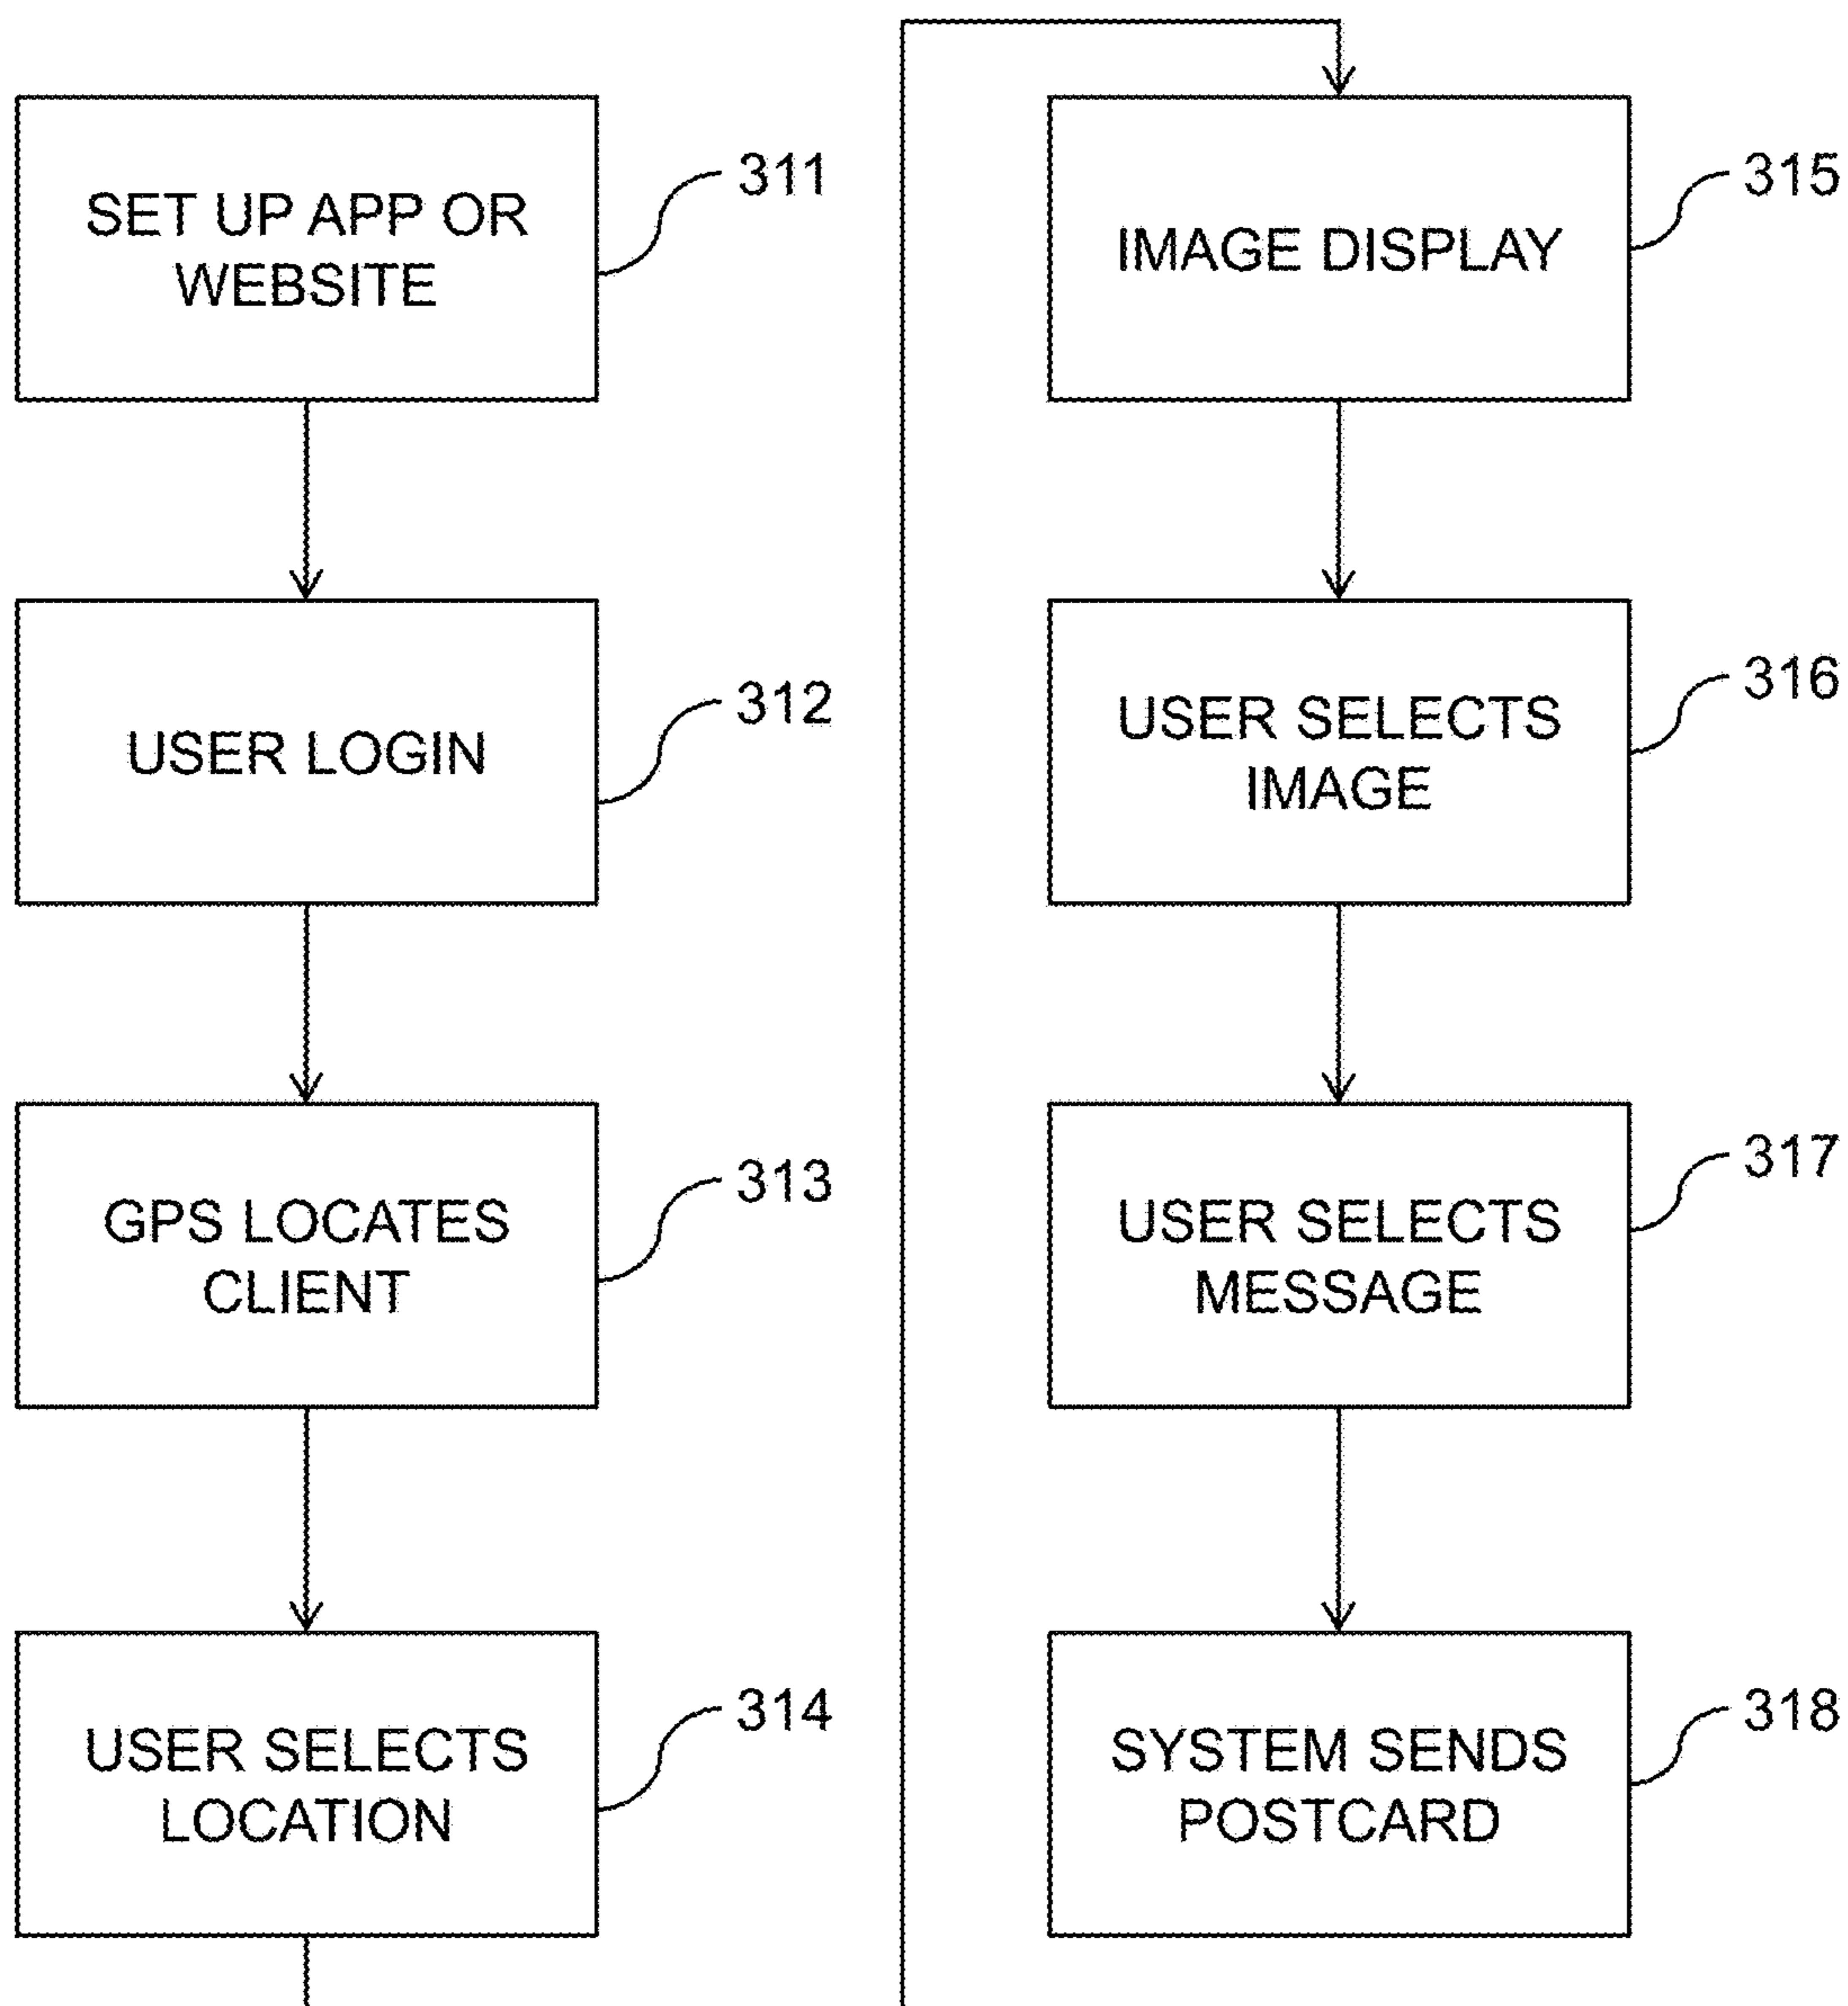 SET UP APP OR
WEBSITE
311
USER LOGIN
312
GPS LOCATES
CLIENT
313
USER SELECTS
LOCATION
314
IMAGE DISPLAY
315
USER SELECTS
IMAGE
316
USER SELECTS
MESSAGE
317
SYSTEM SENDS
POSTCARD
318